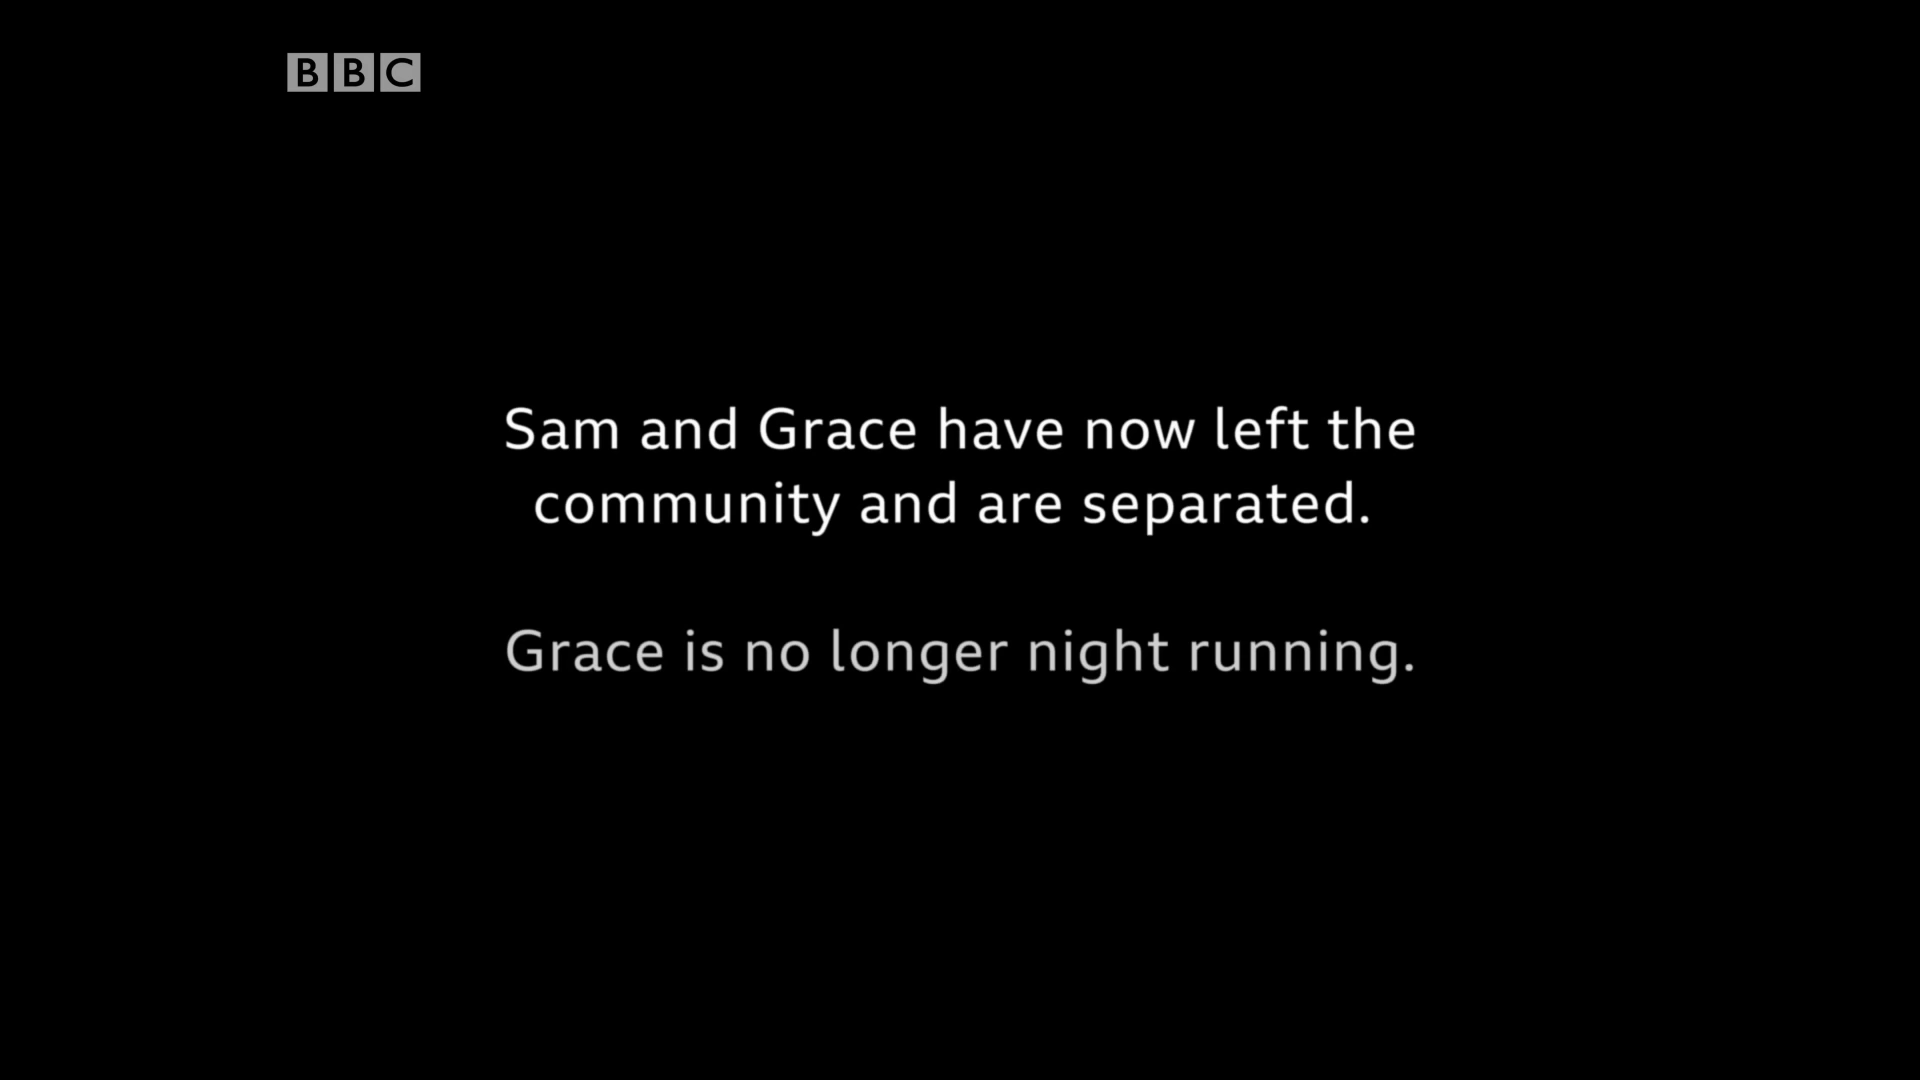 BBC
Sam and Grace have now left the
community and are separated.
Grace is no longer night running.